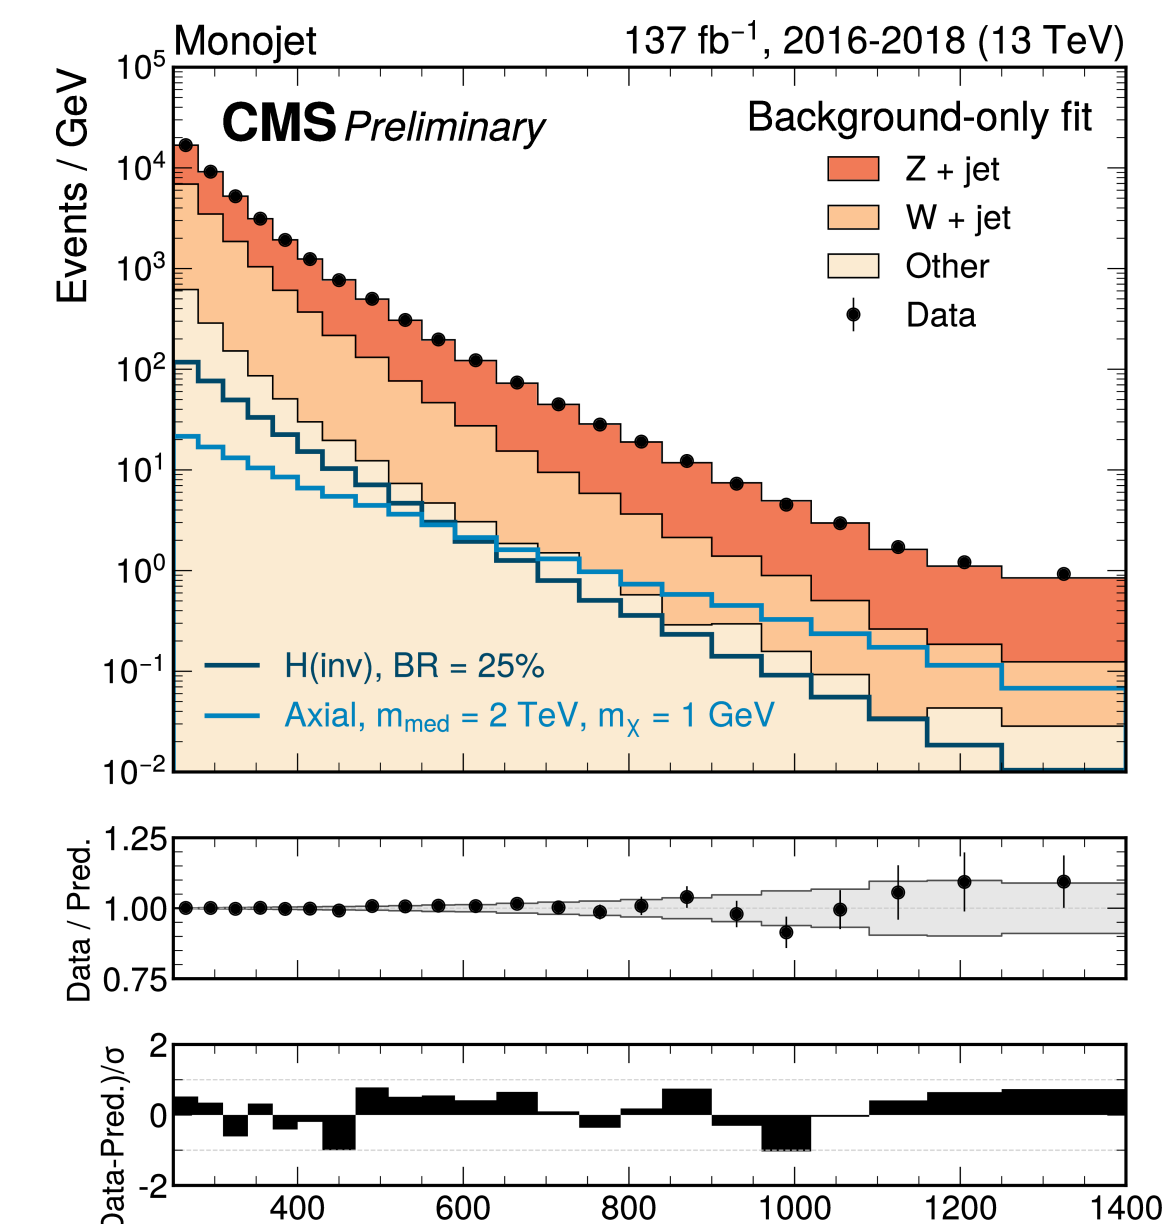 Monojet 137 fb⁻¹, 2016-2018 (13 TeV)
Events / GeV
10⁵
10⁴
10³
10²
10¹
10⁰
10⁻¹
10⁻²
CMS Preliminary
Background-only fit
Z + jet
W + jet
Other
Data
H(inv), BR = 25%
Axial, m_med = 2 TeV, m_χ = 1 GeV
Data / Pred.
1.25
1.00
0.75
Data-Pred.)/σ
2
0
-2
400 600 800 1000 1200 1400